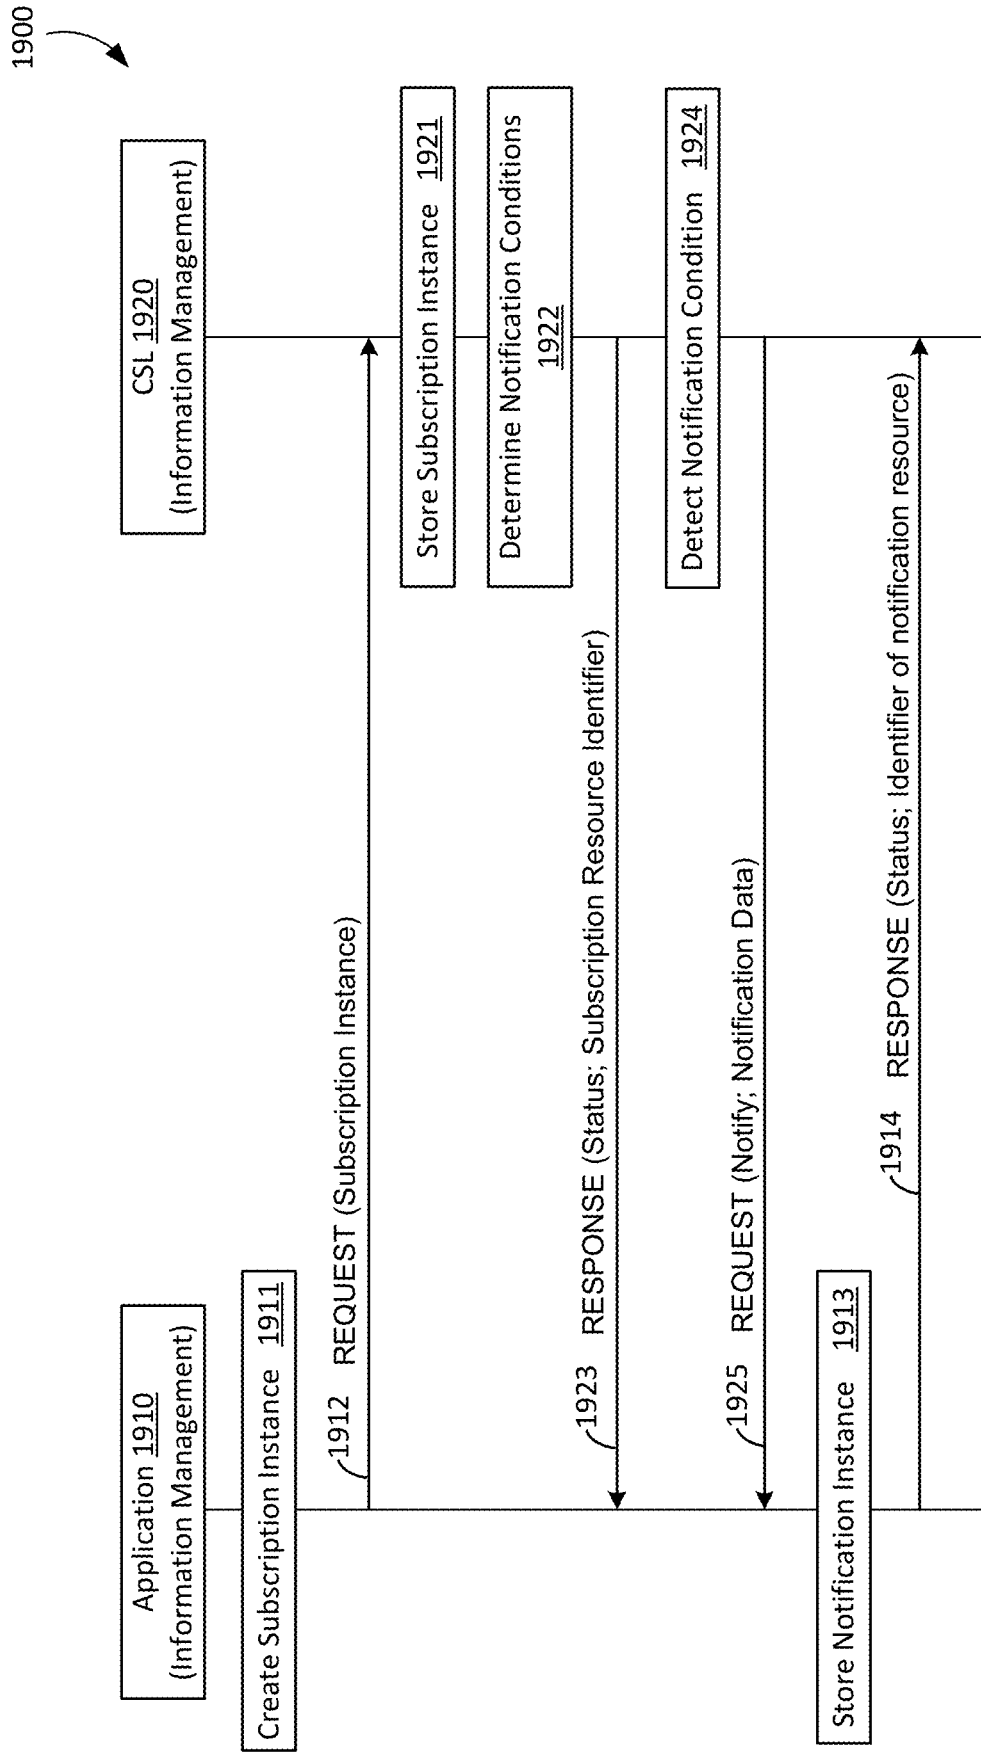 1900
Application 1910
(Information Management)
CSL 1920
(Information Management)
Create Subscription Instance 1911
1912
REQUEST (Subscription Instance)
Store Subscription Instance 1921
Determine Notification Conditions
1922
1923
RESPONSE (Status; Subscription Resource Identifier)
Detect Notification Condition 1924
1925
REQUEST (Notify; Notification Data)
Store Notification Instance 1913
1914
RESPONSE (Status; Identifier of notification resource)